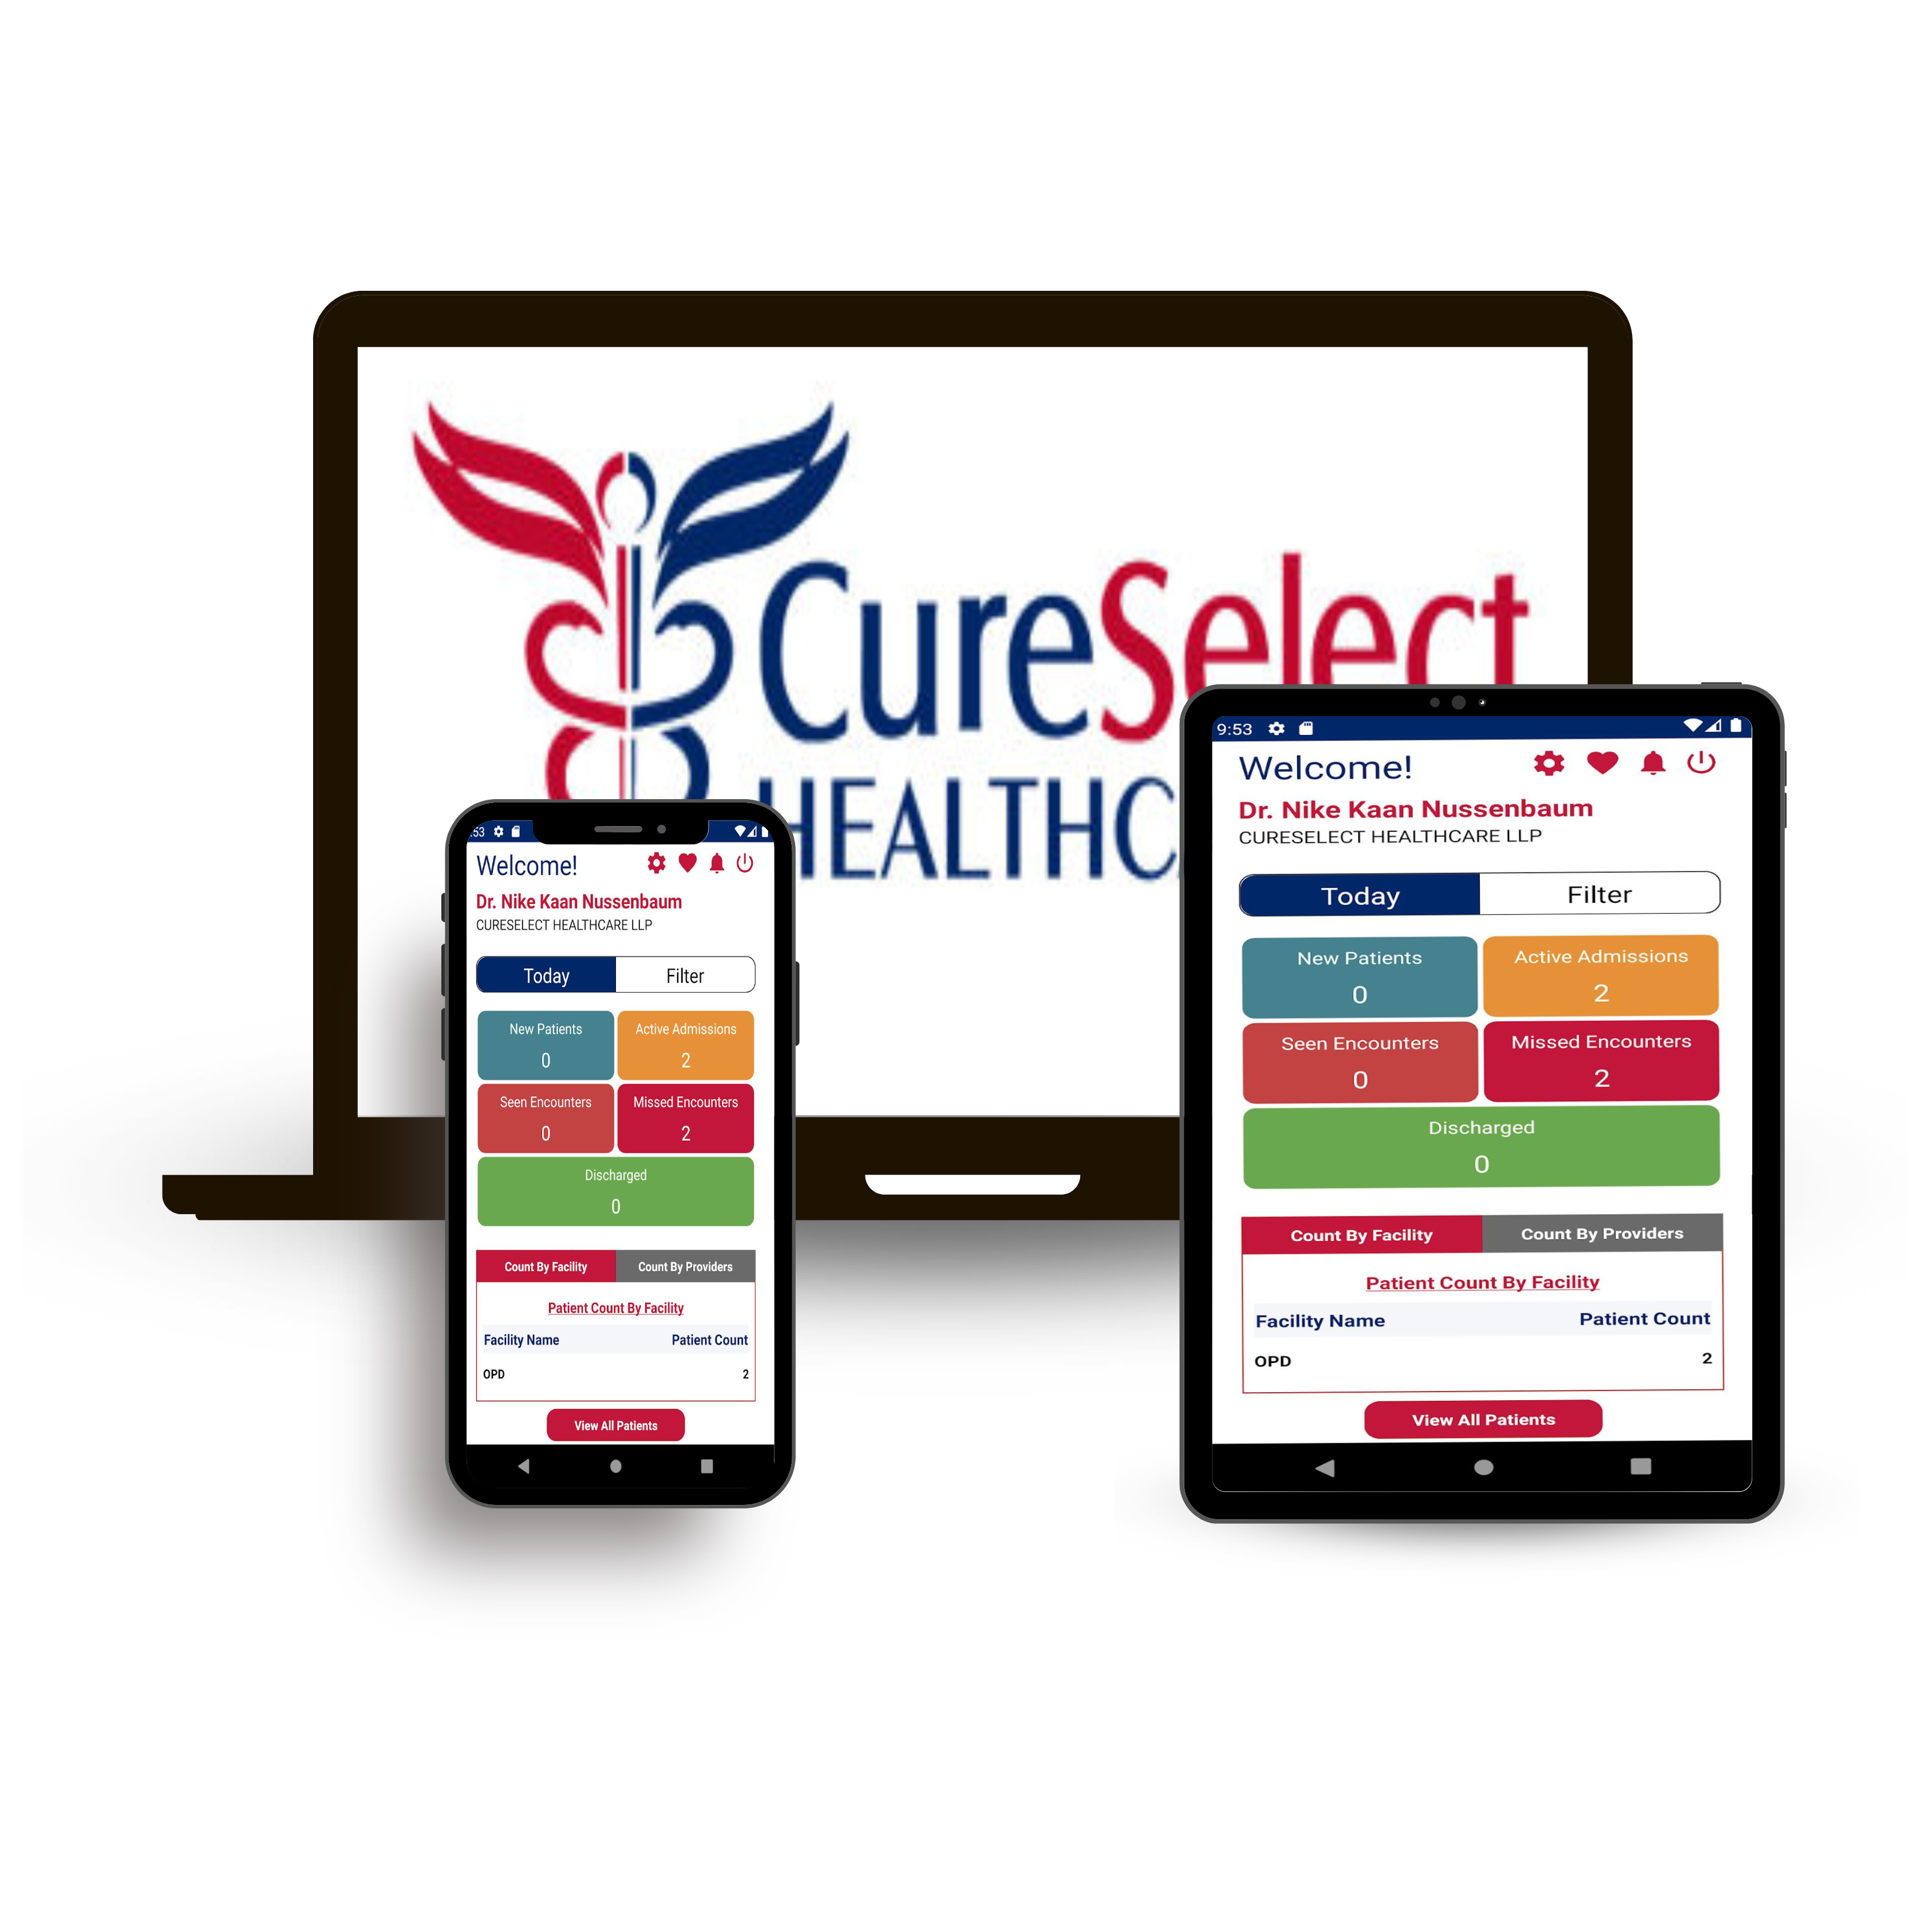 CureSelect
HEALTHC
53
Welcome!
Dr. Nike Kaan Nussenbaum
CURESELECT HEALTHCARE LLP
Today Filter
New Patients Active Admissions
0 2
Seen Encounters Missed Encounters
0 2
Discharged
0
Count By Facility Count By Providers
Patient Count By Facility
Facility Name Patient Count
OPD 2
View All Patients
9:53
Welcome!
Dr. Nike Kaan Nussenbaum
CURESELECT HEALTHCARE LLP
Today Filter
New Patients Active Admissions
0 2
Seen Encounters Missed Encounters
0 2
Discharged
0
Count By Facility Count By Providers
Patient Count By Facility
Facility Name Patient Count
OPD 2
View All Patients